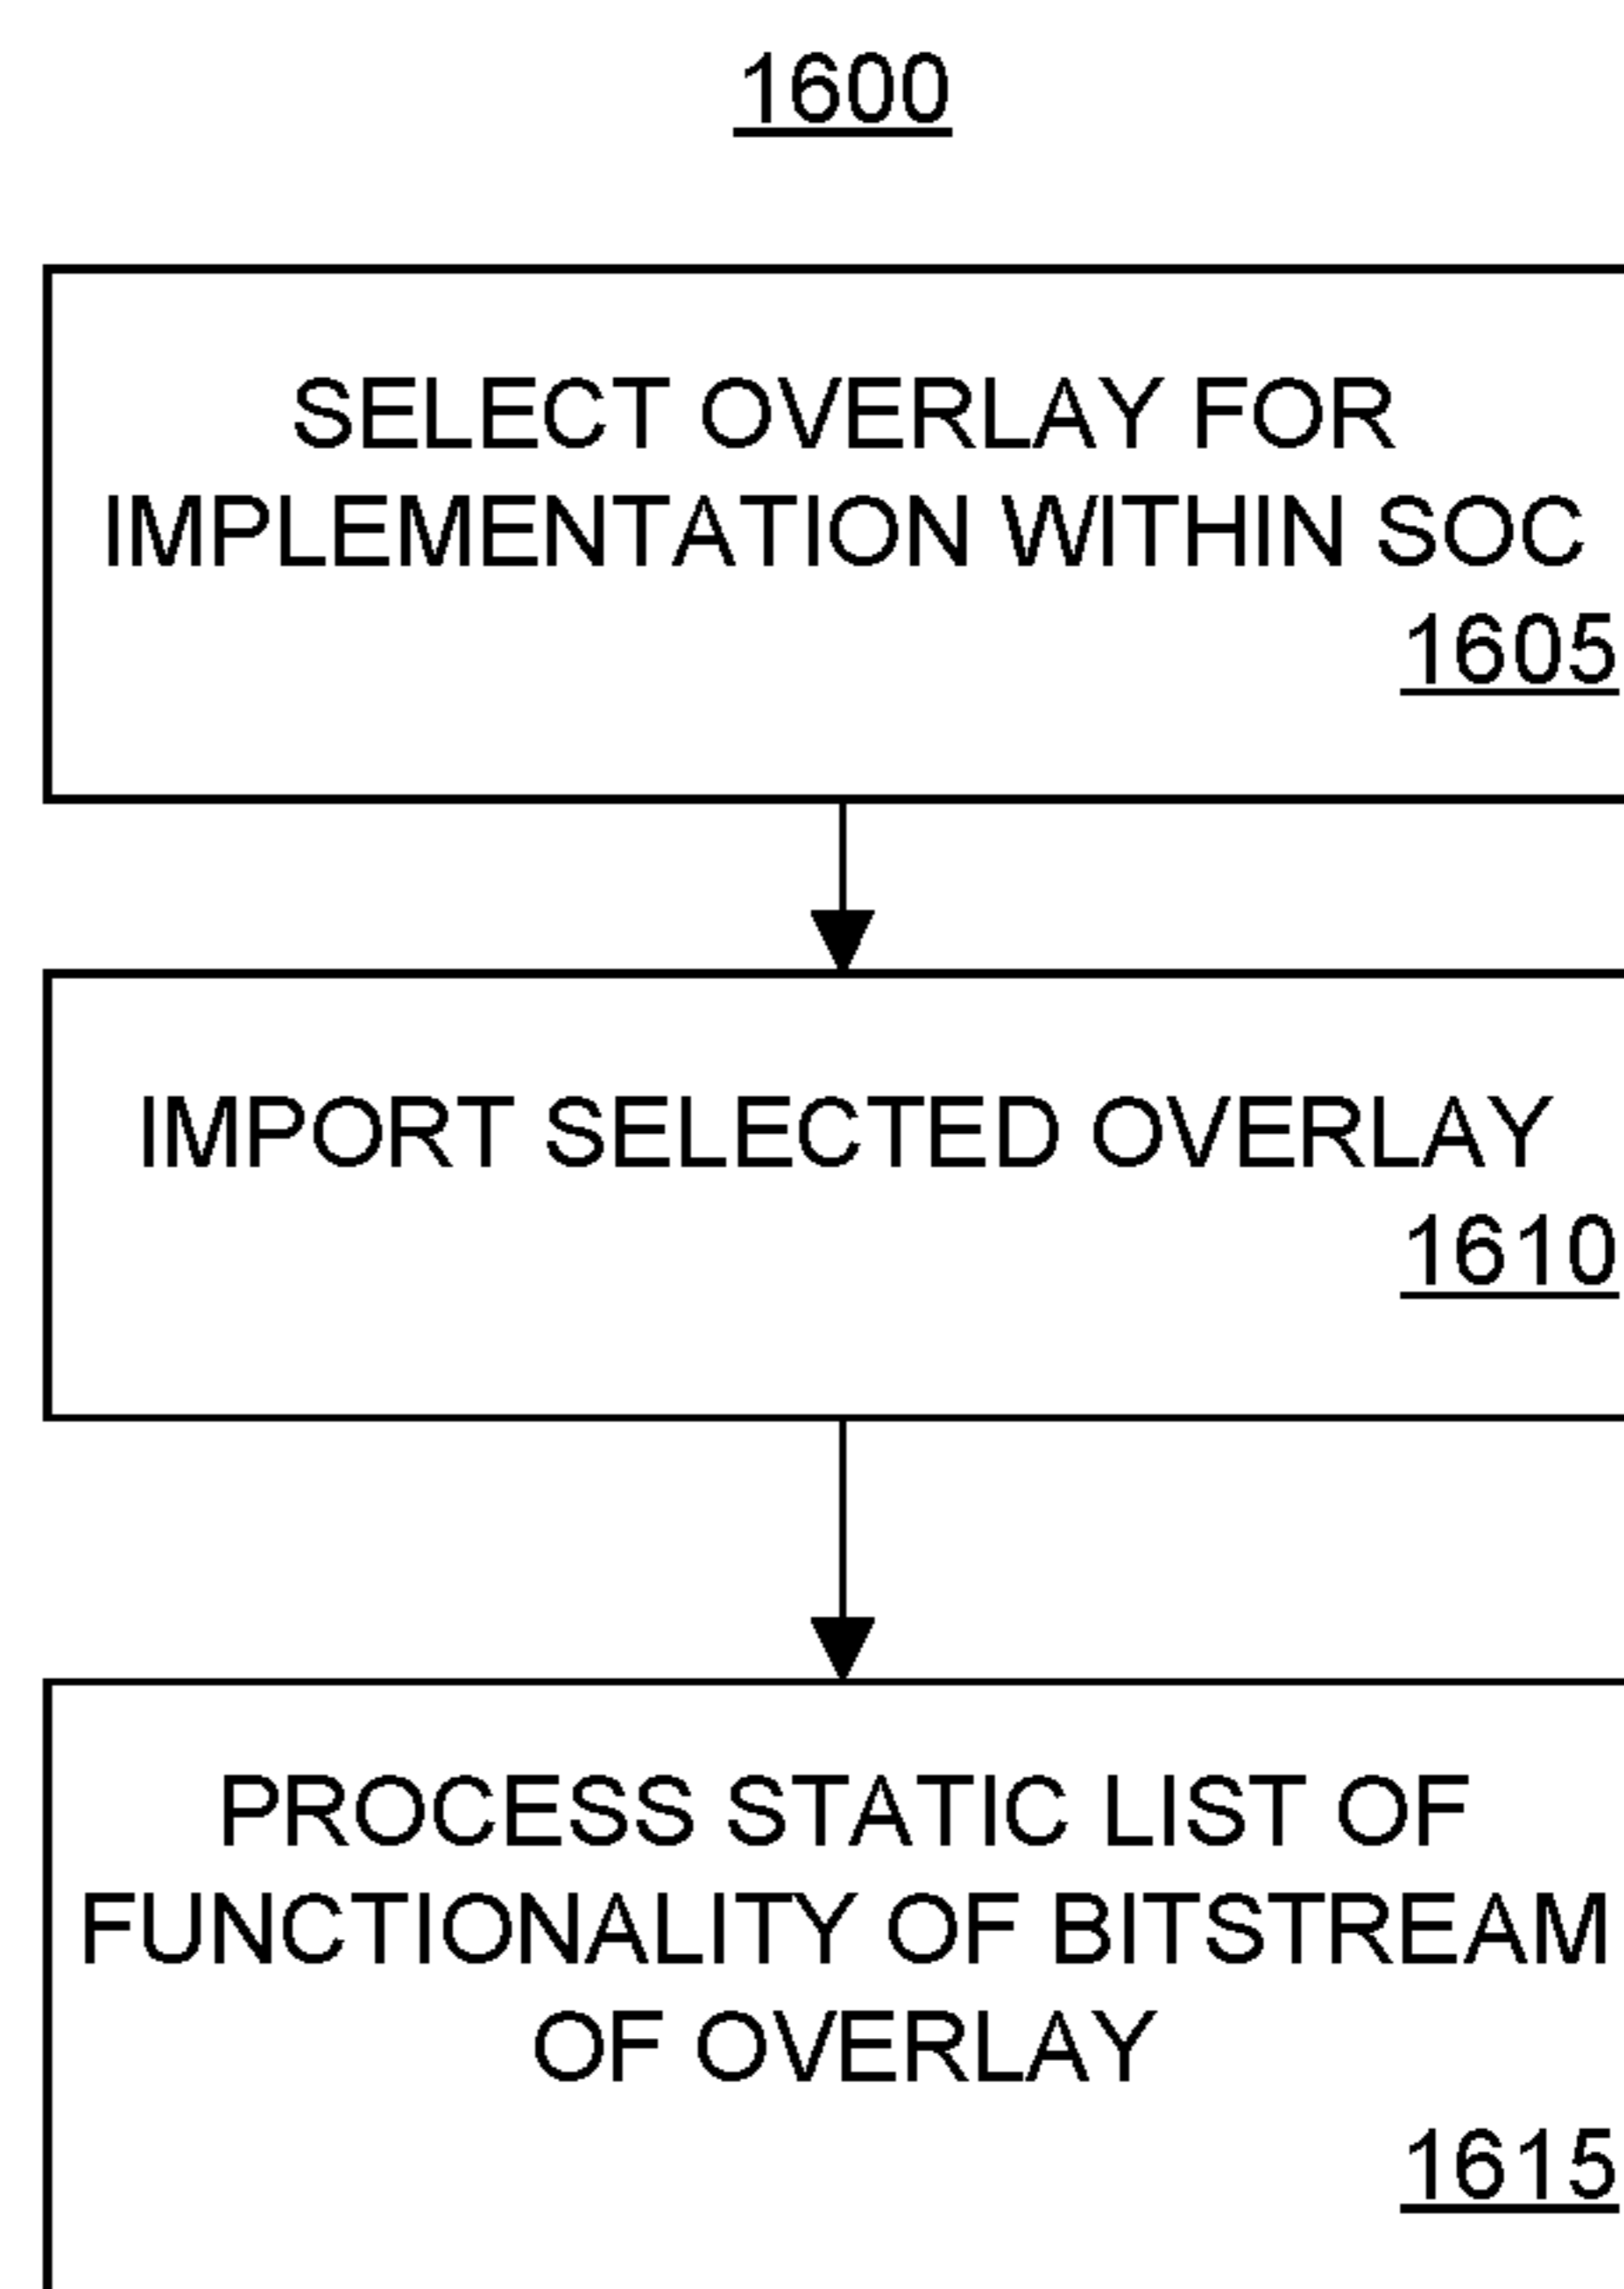 1600
SELECT OVERLAY FOR
IMPLEMENTATION WITHIN SOC
1605
IMPORT SELECTED OVERLAY
1610
PROCESS STATIC LIST OF
FUNCTIONALITY OF BITSTREAM
OF OVERLAY
1615